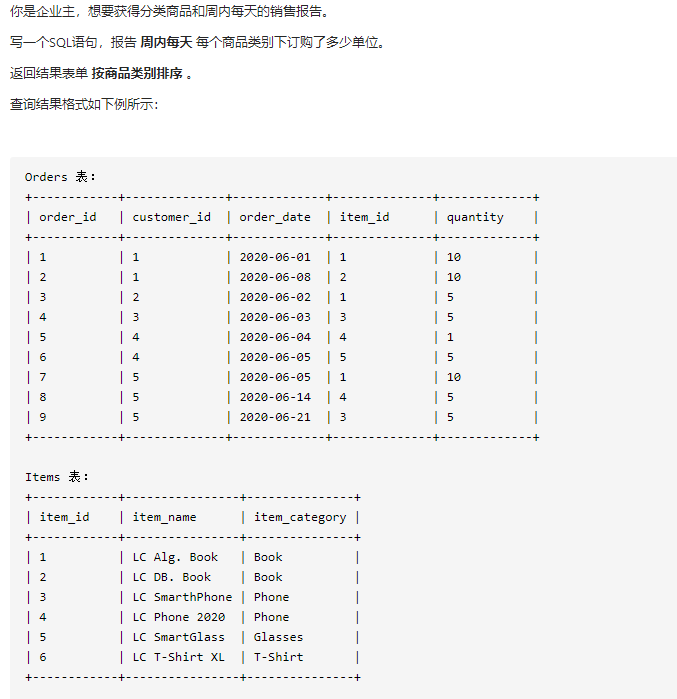 你是企业主，想要获得分类商品和周内每天的销售报告。
写一个SQL语句，报告 周内每天 每个商品类别下订购了多少单位。
返回结果表单 按商品类别排序 。
查询结果格式如下例所示：
Orders 表：
+------------+--------------+-------------+--------------+-------------+
| order_id   | customer_id  | order_date  | item_id      | quantity    |
+------------+--------------+-------------+--------------+-------------+
| 1          | 1            | 2020-06-01  | 1            | 10          |
| 2          | 1            | 2020-06-08  | 2            | 10          |
| 3          | 2            | 2020-06-02  | 1            | 5           |
| 4          | 3            | 2020-06-03  | 3            | 5           |
| 5          | 4            | 2020-06-04  | 4            | 1           |
| 6          | 4            | 2020-06-05  | 5            | 5           |
| 7          | 5            | 2020-06-05  | 1            | 10          |
| 8          | 5            | 2020-06-14  | 4            | 5           |
| 9          | 5            | 2020-06-21  | 3            | 5           |
+------------+--------------+-------------+--------------+-------------+
Items 表：
+------------+----------------+---------------+
| item_id    | item_name      | item_category |
+------------+----------------+---------------+
| 1          | LC Alg. Book   | Book          |
| 2          | LC DB. Book    | Book          |
| 3          | LC SmarthPhone | Phone         |
| 4          | LC Phone 2020  | Phone         |
| 5          | LC SmartGlass  | Glasses       |
| 6          | LC T-Shirt XL  | T-Shirt       |
+------------+----------------+---------------+